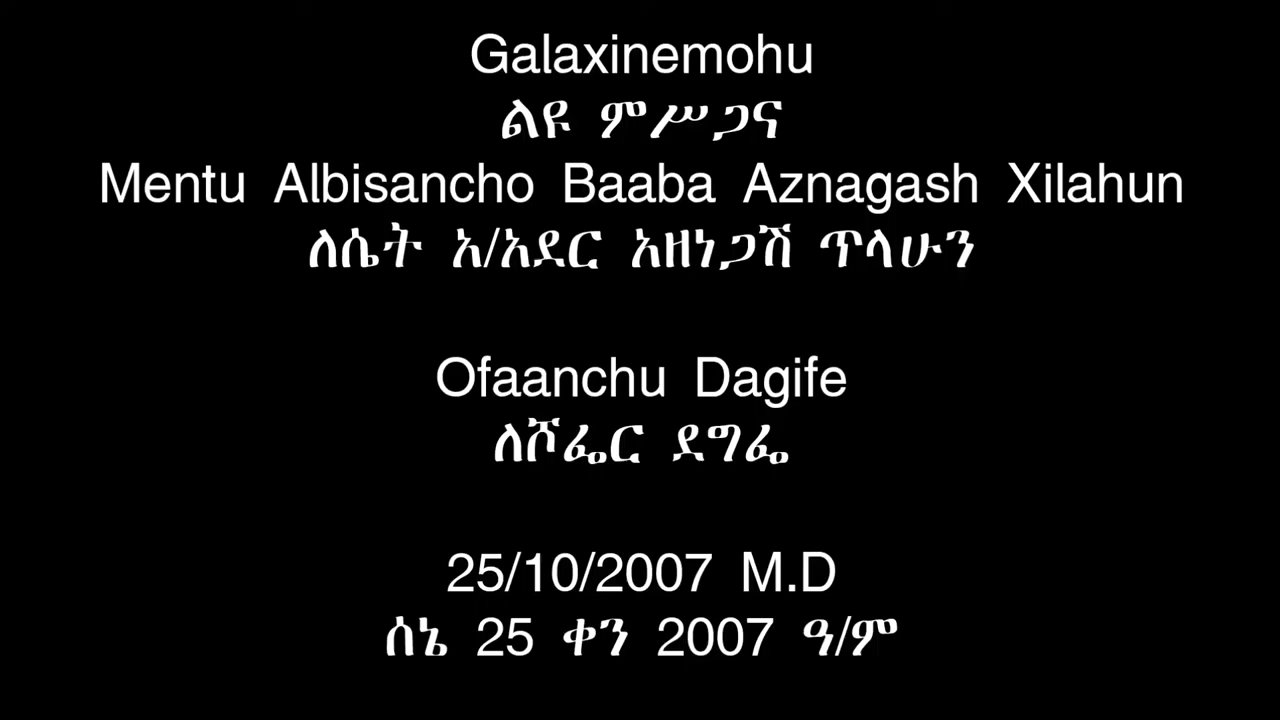 Galaxinemohu
ልዩ ምሥጋና
Mentu Albisancho Baaba Aznagash Xilahun
ለሴት አ/አደር አዘነጋሽ ጥላሁን
Ofaanchu Dagife
ለሾፌር ደግፌ
25/10/2007 M.D
ሰኔ 25 ቀን 2007 ዓ/ም